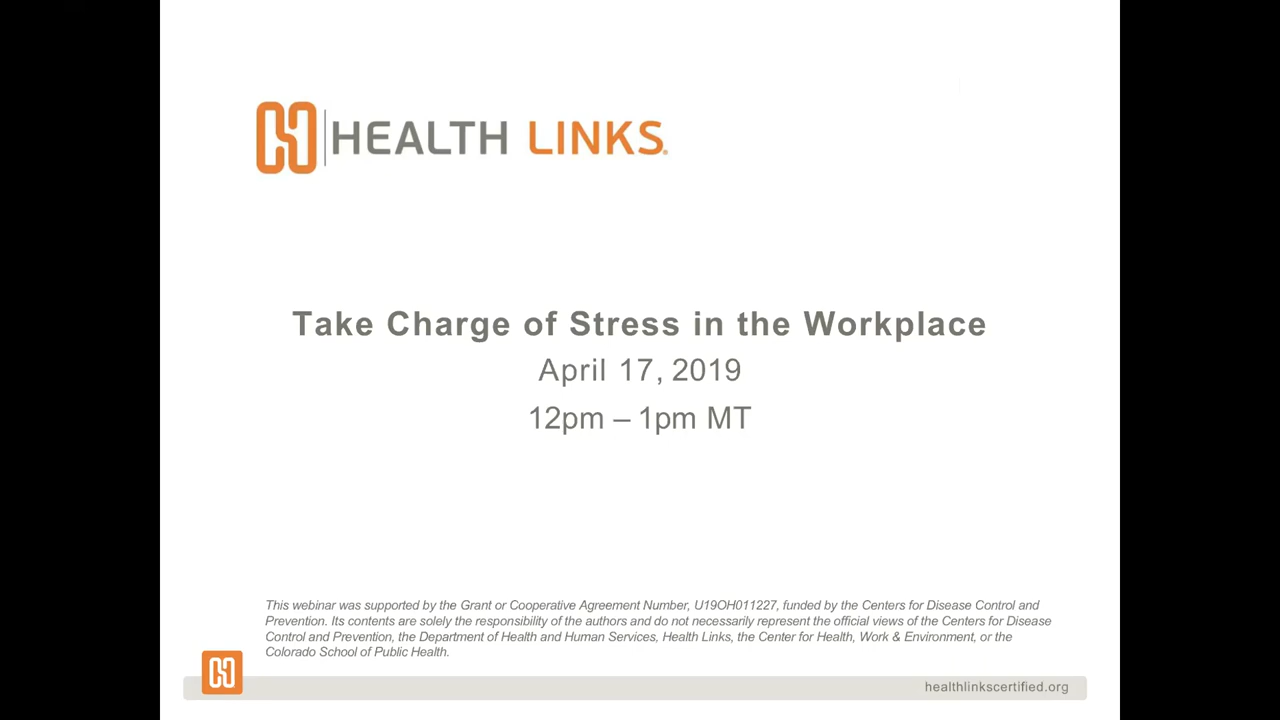 HEALTH LINKS®
Take Charge of Stress in the Workplace
April 17, 2019
12pm – 1pm MT
This webinar was supported by the Grant or Cooperative Agreement Number, U19OH011227, funded by the Centers for Disease Control and
Prevention. Its contents are solely the responsibility of the authors and do not necessarily represent the official views of the Centers for Disease
Control and Prevention, the Department of Health and Human Services, Health Links, the Center for Health, Work & Environment, or the
Colorado School of Public Health.
healthlinkscertified.org